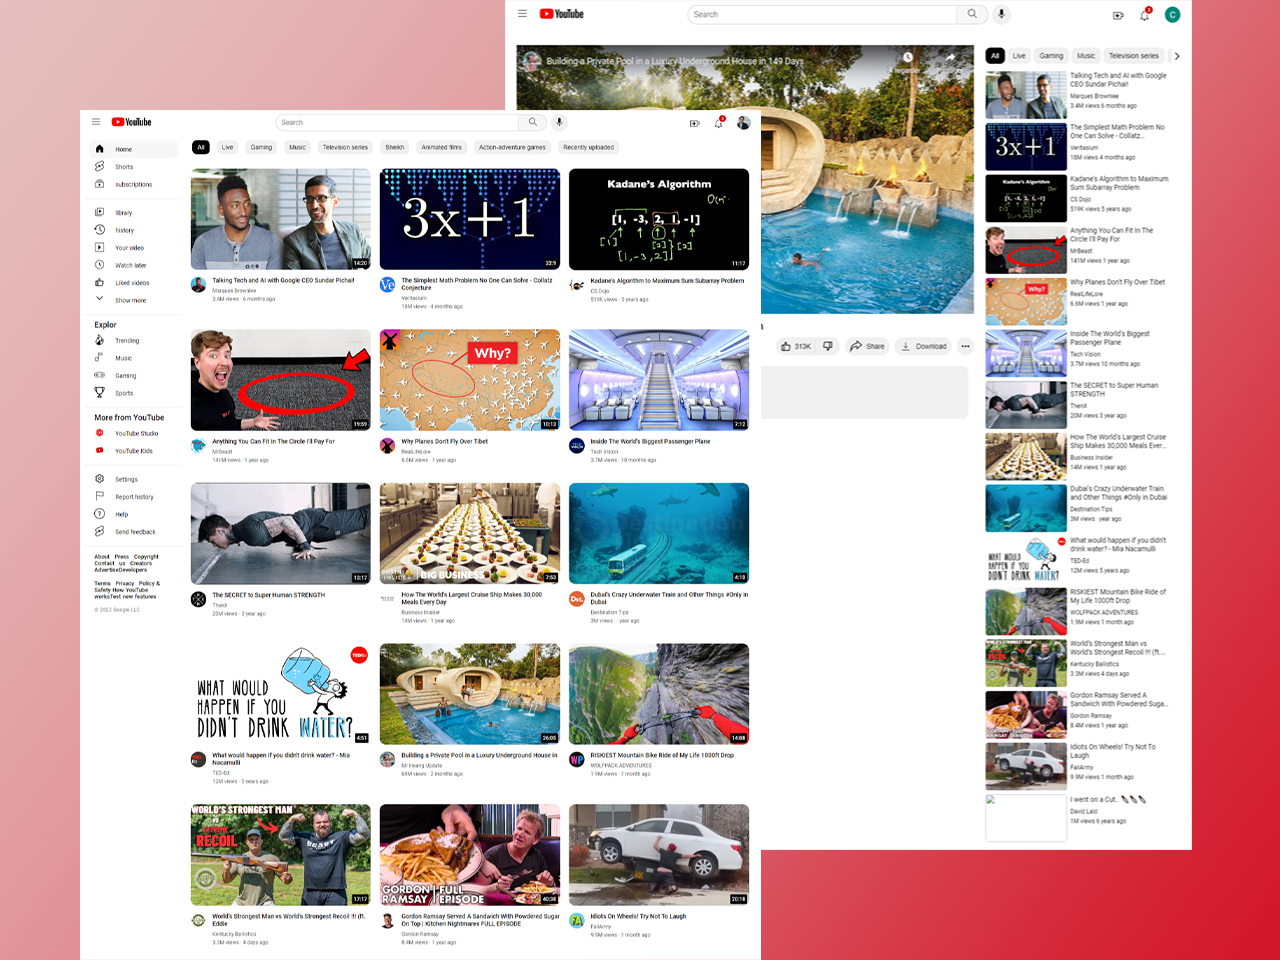 YouTube
Search
2
C
Building a Private Pool in a Luxury Underground House in 149 Days
All Live Gaming Music Television series
Talking Tech and AI with Google
CEO Sundar Pichai!
Marques Brownlee
3.4M views 6 months ago
The Simplest Math Problem No
One Can Solve - Collatz...
Veritasium
18M views 4 months ago
Kadane's Algorithm to Maximum
Sum Subarray Problem
CS Dojo
519K views 5 years ago
Anything You Can Fit In The
Circle I'll Pay For
MrBeast
141M views 1 year ago
Why Planes Don't Fly Over Tibet
RealLifeLore
6.6M views 1 year ago
Inside The World's Biggest
Passenger Plane
Tech Vision
3.7M views 10 months ago
The SECRET to Super Human
STRENGTH
ThenX
20M views 3 year ago
How The World's Largest Cruise
Ship Makes 30,000 Meals Ever...
Business Insider
14M views 1 year ago
Dubai's Crazy Underwater Train
and Other Things #Only in Dubai
Destination Tips
3M views · year ago
What would happen if you didn't
drink water? - Mia Nacamulli
TED-Ed
12M views 5 years ago
RISKIEST Mountain Bike Ride of
My Life 1000ft Drop
WOLFPACK ADVENTURES
1.9M views 1 month ago
World's Strongest Man vs
World's Strongest Recoil !!! (ft....
Kentucky Ballistics
3.3M views 4 days ago
Gordon Ramsay Served A
Sandwich With Powdered Suga...
Gordon Ramsay
8.4M views 1 year ago
Idiots On Wheels! Try Not To
Laugh
FailArmy
9.9M views 1 month ago
I went on a Cut..
David Laid
1M views 6 years ago
313K Share Download
YouTube
Search
Home
Shorts
subscriptions
library
history
Your video
Watch later
Liked videos
Show more
Explor
Trending
Music
Gaming
Sports
More from YouTube
YouTube Studio
YouTube Kids
Settings
Report history
Help
Send feedback
About Press Copyright
Contact us Creators
AdvertiseDevelopers
Terms Privacy Policy &
Safety How YouTube
worksTest new features
© 2023 Google LLC
All Live Gaming Music Television series Sheikh Animated films Action-adventure games Recently uploaded
14:20
Talking Tech and AI with Google CEO Sundar Pichai!
Marques Brownlee
3.4M views · 6 months ago
3x+1
22:9
The Simplest Math Problem No One Can Solve - Collatz
Conjecture
Veritasium
18M views · 4 months ago
Kadane's Algorithm
[1, -3, 2, 1, -1]
11:17
Kadane's Algorithm to Maximum Sum Subarray Problem
CS Dojo
519K views · 5 years ago
19:59
Anything You Can Fit In The Circle I'll Pay For
MrBeast
141M views · 1 year ago
Why?
10:13
Why Planes Don't Fly Over Tibet
RealLifeLore
6.6M views · 1 year ago
7:12
Inside The World's Biggest Passenger Plane
Tech Vision
3.7M views · 10 months ago
13:17
The SECRET to Super Human STRENGTH
ThenX
20M views · 3 year ago
BIG BUSINESS
7:53
How The World's Largest Cruise Ship Makes 30,000
Meals Every Day
Business Insider
14M views · 1 year ago
4:10
Dubai's Crazy Underwater Train and Other Things #Only in
Dubai
Destination Tips
3M views · year ago
TEDEd
WHAT WOULD
HAPPEN IF YOU
DIDN'T DRINK WATER?
4:51
What would happen if you didn't drink water? - Mia
Nacamulli
TED-Ed
12M views · 5 years ago
26:05
Building a Private Pool in a Luxury Underground House in
Mr Heang Update
68M views · 2 months ago
14:08
RISKIEST Mountain Bike Ride of My Life 1000ft Drop
WOLFPACK ADVENTURES
1.9M views · 1 month ago
WORLD'S STRONGEST MAN
RECOIL
17:17
World's Strongest Man vs World's Strongest Recoil !!! (ft.
Eddie
Kentucky Ballistics
3.3M views · 4 days ago
GORDON RAMSAY FULL EPISODE
40:38
Gordon Ramsay Served A Sandwich With Powdered Sugar
On Top | Kitchen Nightmares FULL EPISODE
Gordon Ramsay
8.4M views · 1 year ago
20:18
Idiots On Wheels! Try Not To Laugh
FailArmy
9.9M views · 1 month ago